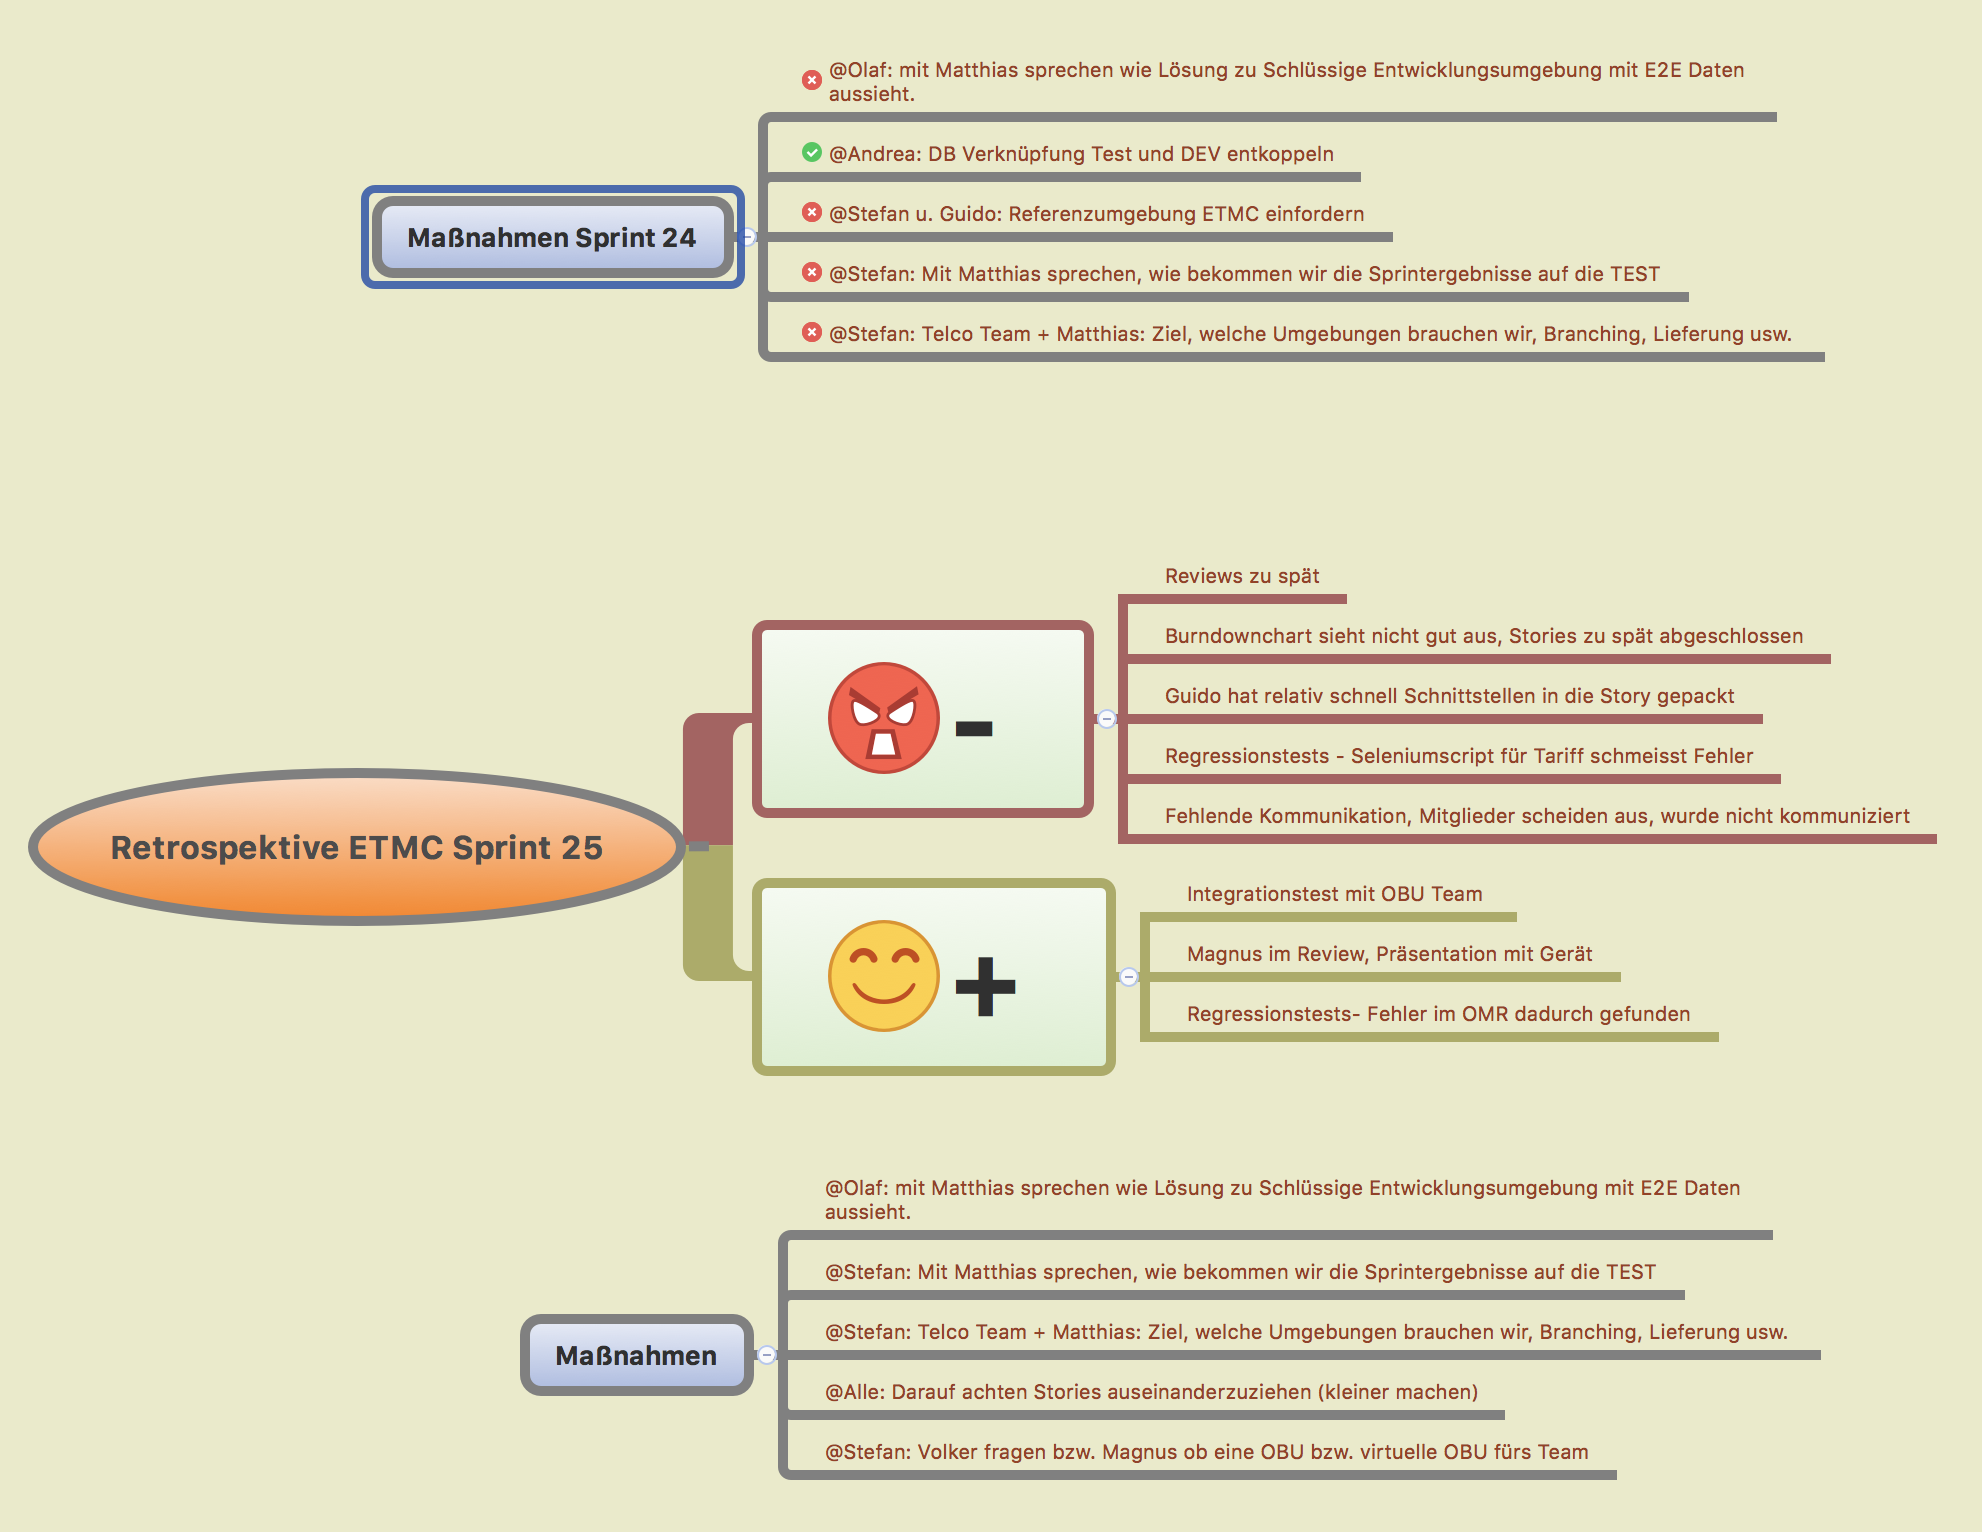 @Olaf: mit Matthias sprechen wie Lösung zu Schlüssige Entwicklungsumgebung mit E2E Daten
aussieht.
@Andrea: DB Verknüpfung Test und DEV entkoppeln
@Stefan u. Guido: Referenzumgebung ETMC einfordern
Maßnahmen Sprint 24
@Stefan: Mit Matthias sprechen, wie bekommen wir die Sprintergebnisse auf die TEST
@Stefan: Telco Team + Matthias: Ziel, welche Umgebungen brauchen wir, Branching, Lieferung usw.
Reviews zu spät
Burndownchart sieht nicht gut aus, Stories zu spät abgeschlossen
Guido hat relativ schnell Schnittstellen in die Story gepackt
-
Regressionstests - Seleniumscript für Tariff schmeisst Fehler
Fehlende Kommunikation, Mitglieder scheiden aus, wurde nicht kommuniziert
Retrospektive ETMC Sprint 25
Integrationstest mit OBU Team
Magnus im Review, Präsentation mit Gerät
+
Regressionstests- Fehler im OMR dadurch gefunden
@Olaf: mit Matthias sprechen wie Lösung zu Schlüssige Entwicklungsumgebung mit E2E Daten
aussieht.
@Stefan: Mit Matthias sprechen, wie bekommen wir die Sprintergebnisse auf die TEST
@Stefan: Telco Team + Matthias: Ziel, welche Umgebungen brauchen wir, Branching, Lieferung usw.
Maßnahmen
@Alle: Darauf achten Stories auseinanderzuziehen (kleiner machen)
@Stefan: Volker fragen bzw. Magnus ob eine OBU bzw. virtuelle OBU fürs Team